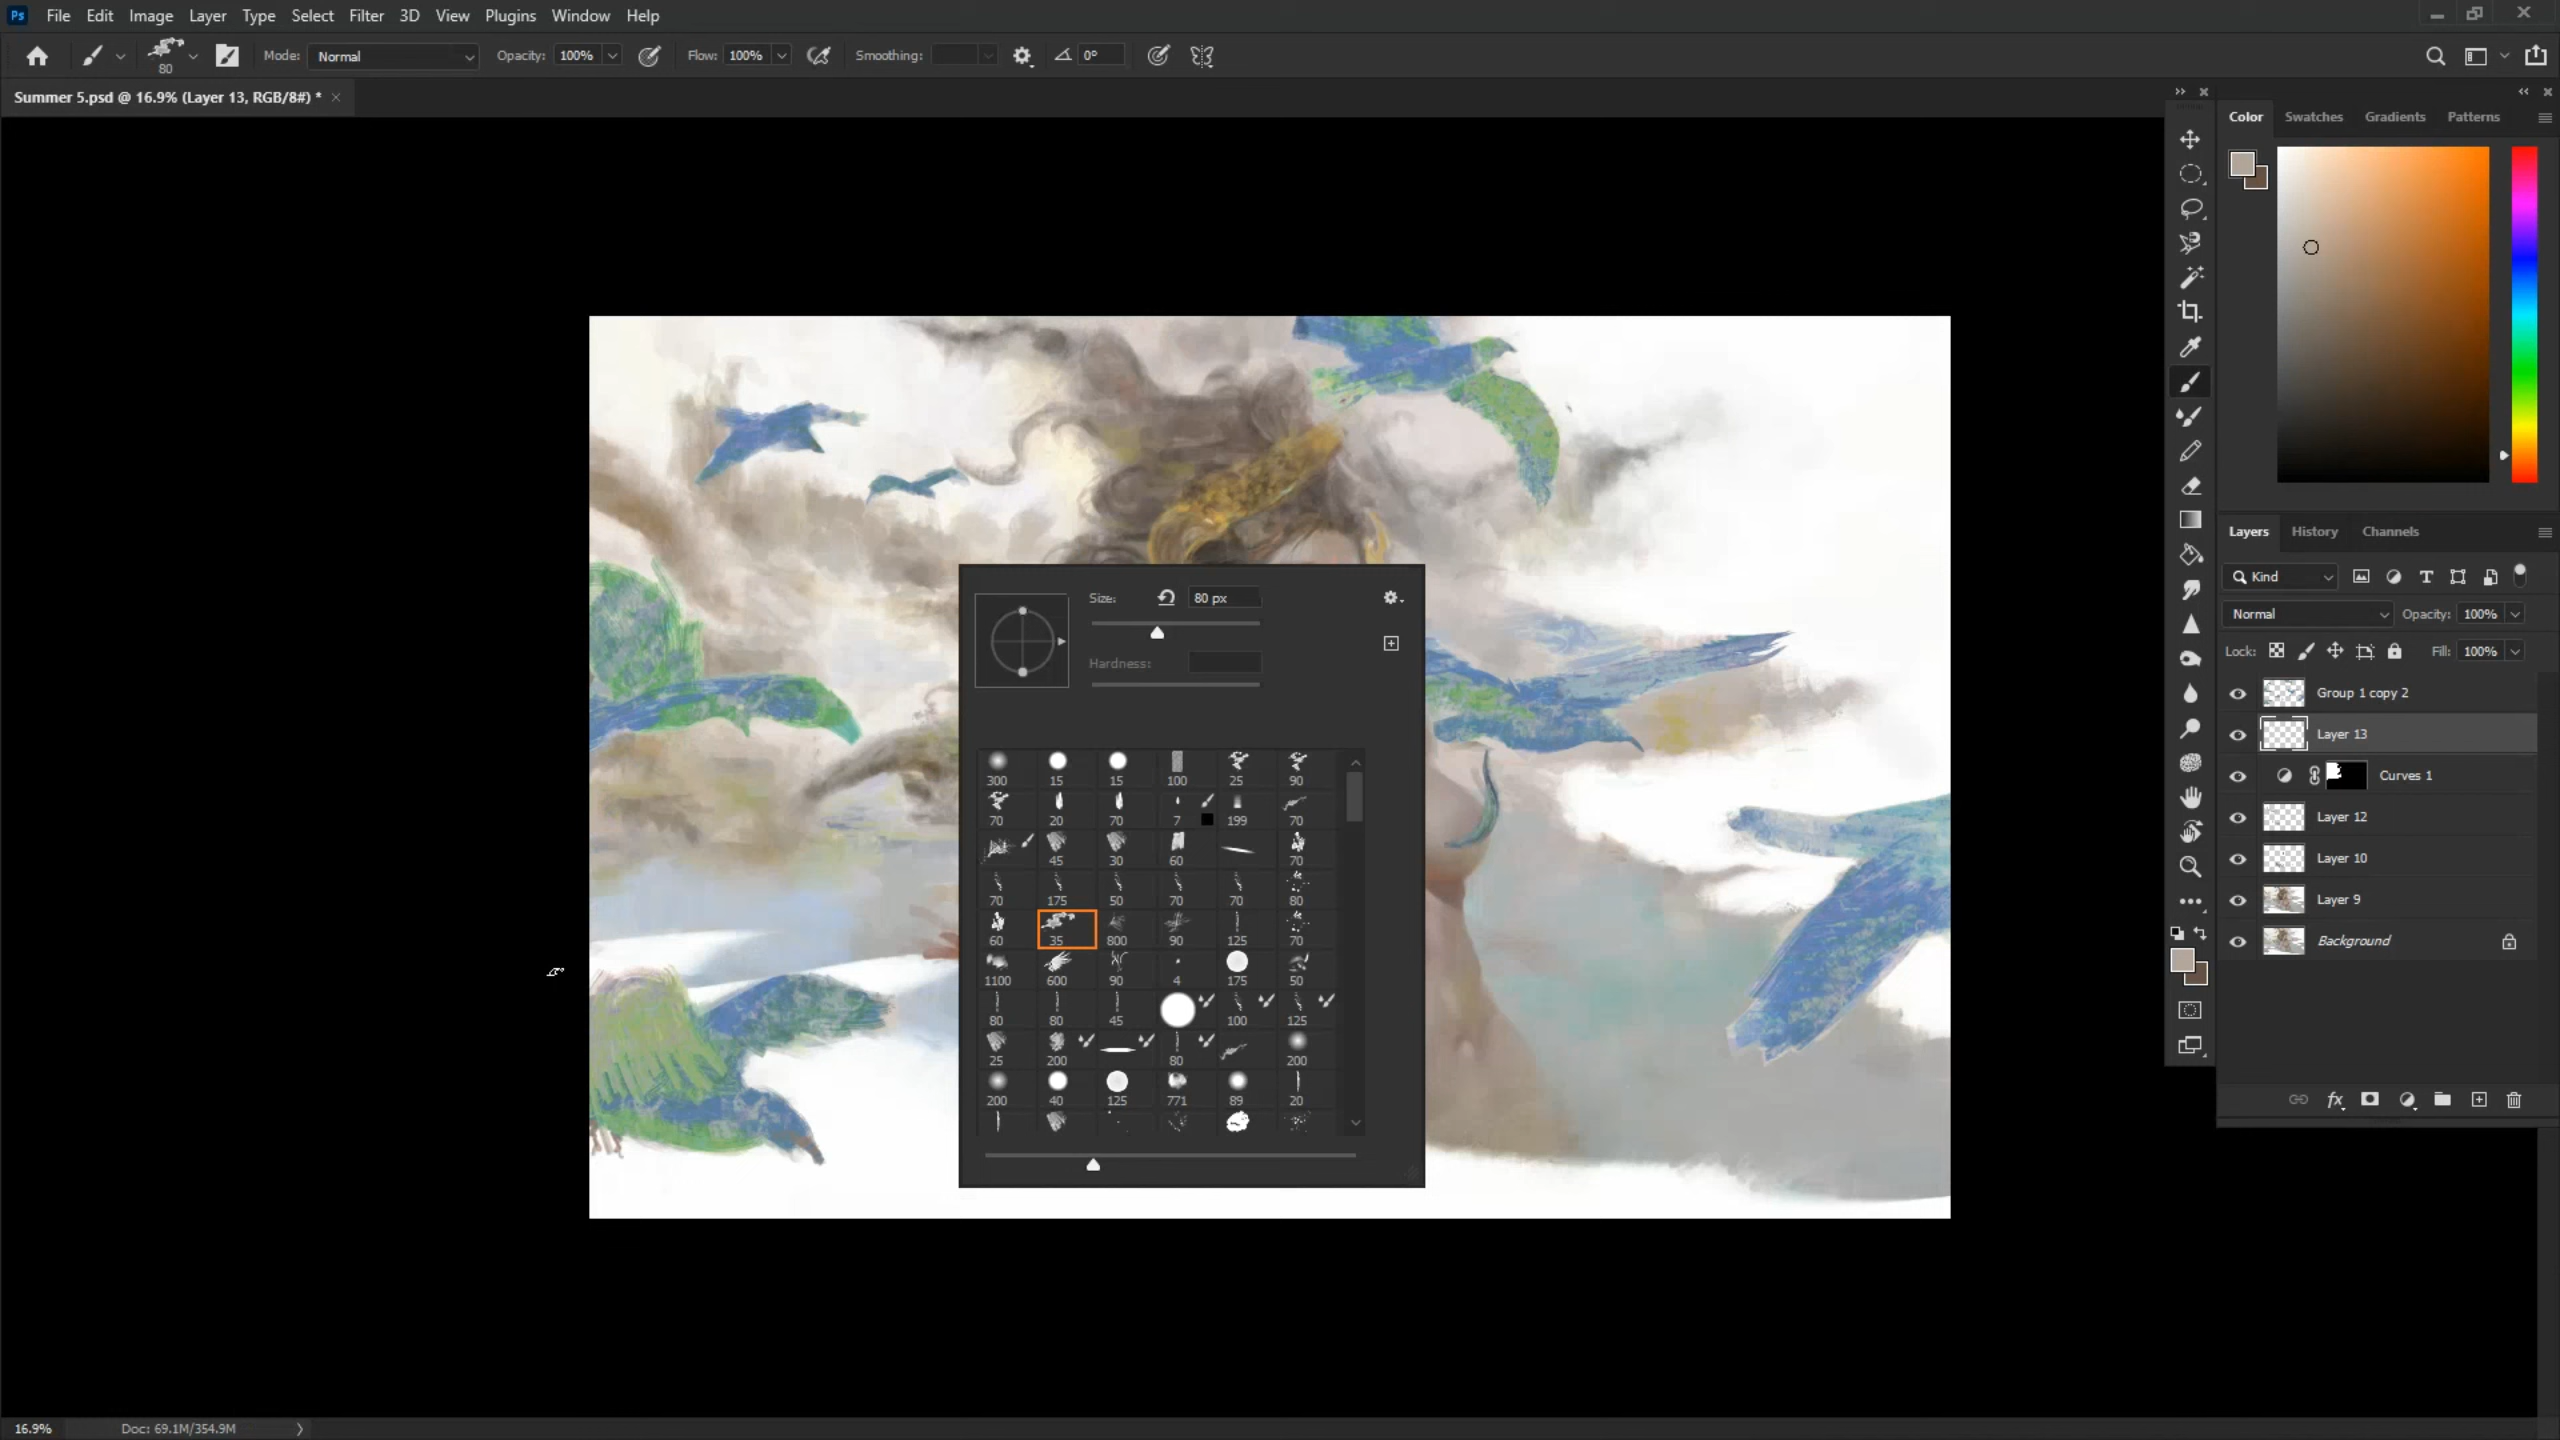 Ps File Edit Image Layer Type Select Filter 3D View Plugins Window Help
80 Mode: Normal Opacity: 100% Flow: 100% Smoothing: 0°
Summer 5.psd @ 16.9% (Layer 13, RGB/8#) *
Color Swatches Gradients Patterns
Layers History Channels
Kind
Normal Opacity: 100%
Lock: Fill: 100%
Group 1 copy 2
Layer 13
Curves 1
Layer 12
Layer 10
Layer 9
Background
fx
Size: 80 px
Hardness:
300 15 15 100 25 90
70 20 70 7 199 70
45 30 60 70
70 175 50 70 70 80
60 35 800 90 125 70
1100 600 90 4 175 50
80 80 45 100 125
25 200 80 200
200 40 125 771 89 20
16.9% Doc: 69.1M/354.9M